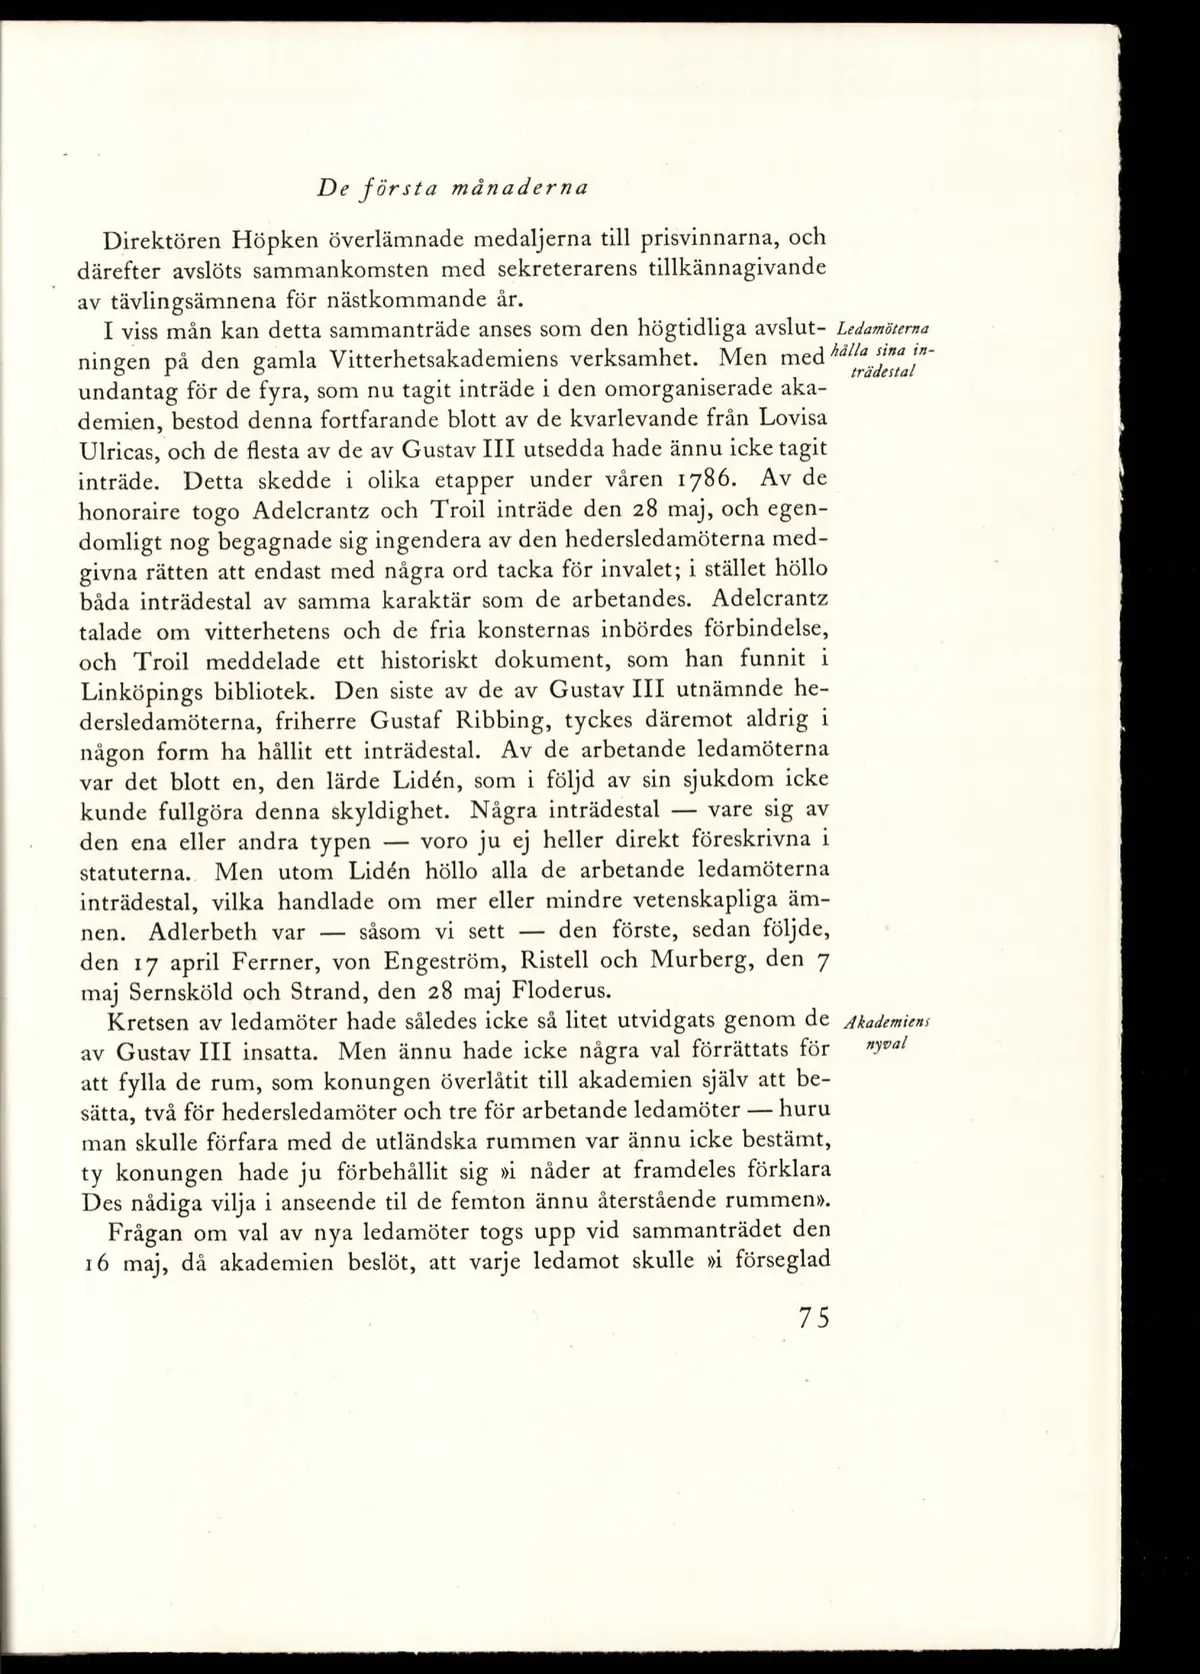 De första månaderna
Direktören Höpken överlämnade medaljerna till prisvinnarna, och
därefter avslöts sammankomsten med sekreterarens tillkännagivande
av tävlingsämnena för nästkommande år.
I viss mån kan detta sammanträde anses som den högtidliga avslut-
ningen på den gamla Vitterhetsakademiens verksamhet. Men med
undantag för de fyra, som nu tagit inträde i den omorganiserade aka-
demien, bestod denna fortfarande blott av de kvarlevande från Lovisa
Ulricas, och de flesta av de av Gustav III utsedda hade ännu icke tagit
inträde. Detta skedde i olika etapper under våren 1786. Av de
honoraire togo Adelcrantz och Troil inträde den 28 maj, och egen-
domligt nog begagnade sig ingendera av den hedersledamöterna med-
givna rätten att endast med några ord tacka för invalet; i stället höllo
båda inträdestal av samma karaktär som de arbetandes. Adelcrantz
talade om vitterhetens och de fria konsternas inbördes förbindelse,
och Troil meddelade ett historiskt dokument, som han funnit i
Linköpings bibliotek. Den siste av de av Gustav III utnämnde he-
dersledamöterna, friherre Gustaf Ribbing, tyckes däremot aldrig i
någon form ha hållit ett inträdestal. Av de arbetande ledamöterna
var det blott en, den lärde Lidén, som i följd av sin sjukdom icke
kunde fullgöra denna skyldighet. Några inträdestal — vare sig av
den ena eller andra typen — voro ju ej heller direkt föreskrivna i
statuterna. Men utom Lidén höllo alla de arbetande ledamöterna
inträdestal, vilka handlade om mer eller mindre vetenskapliga äm-
nen. Adlerbeth var — såsom vi sett — den förste, sedan följde,
den 17 april Ferrner, von Engeström, Ristell och Murberg, den 7
maj Sernsköld och Strand, den 28 maj Floderus.
Kretsen av ledamöter hade således icke så litet utvidgats genom de
av Gustav III insatta. Men ännu hade icke några val förrättats för
att fylla de rum, som konungen överlåtit till akademien själv att be-
sätta, två för hedersledamöter och tre för arbetande ledamöter — huru
man skulle förfara med de utländska rummen var ännu icke bestämt,
ty konungen hade ju förbehållit sig »i nåder at framdeles förklara
Des nådiga vilja i anseende til de femton ännu återstående rummen».
Frågan om val av nya ledamöter togs upp vid sammanträdet den
16 maj, då akademien beslöt, att varje ledamot skulle »i förseglad
Ledamöterna
hålla sina in-
trädestal
Akademiens
nyval
75